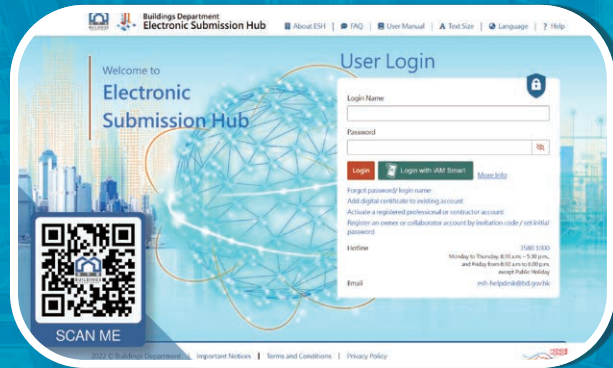 Buildings Department
Electronic Submission Hub
About ESH | FAQ | User Manual | A Text Size | Language | ? Help
Welcome to
Electronic
Submission Hub
User Login
Login Name
Password
Login
Login with iAM Smart
More Info
Forgot password/ login name
Add digital certificate to existing account
Activate a registered professional or contractor account
Register an owner or collaborator account by invitation code / set initial
password
Hotline
3580 1000
Monday to Thursday, 8:30 a.m. - 5:30 p.m.,
and Friday from 8:30 a.m to 6:00 p.m.
except Public Holiday
Email
esh-helpdesk@bd.gov.hk
BUILDINGS
SCAN ME
2022 © Buildings Department | Important Notices | Terms and Conditions | Privacy Policy